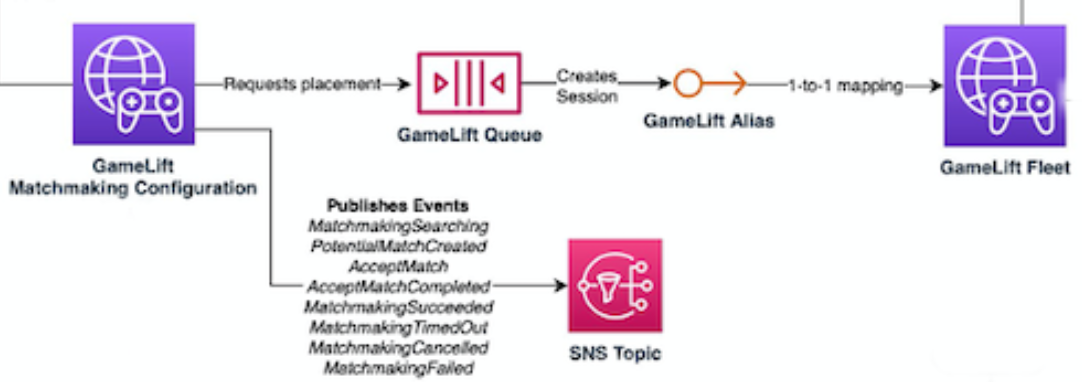 Requests placement
GameLift Queue
Creates
Session
GameLift Alias
1-to-1 mapping
GameLift Fleet
GameLift
Matchmaking Configuration
Publishes Events
MatchmakingSearching
PotentialMatchCreated
AcceptMatch
AcceptMatchCompleted
MatchmakingSucceeded
MatchmakingTimedOut
MatchmakingCancelled
MatchmakingFailed
SNS Topic